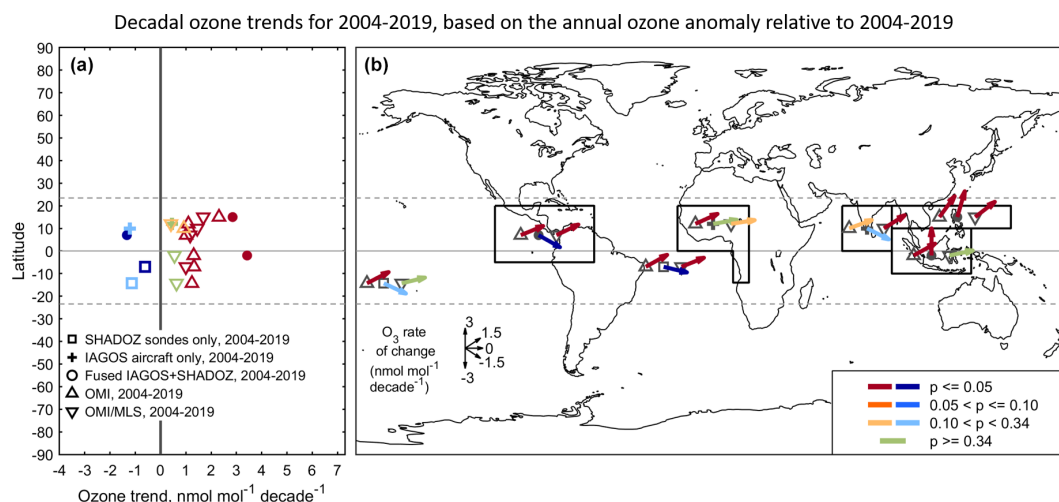 Decadal ozone trends for 2004-2019, based on the annual ozone anomaly relative to 2004-2019
(a)
(b)
90
80
70
60
50
40
30
20
10
0
-10
-20
-30
-40
-50
-60
-70
-80
-90
Latitude
SHADOZ sondes only, 2004-2019
IAGOS aircraft only, 2004-2019
Fused IAGOS+SHADOZ, 2004-2019
OMI, 2004-2019
OMI/MLS, 2004-2019
-4 -3 -2 -1 0 1 2 3 4 5 6 7
Ozone trend, nmol mol⁻¹ decade⁻¹
O₃ rate
of change
(nmol mol⁻¹
decade⁻¹)
3
1.5
0
-1.5
-3
p <= 0.05
0.05 < p <= 0.10
0.10 < p < 0.34
p >= 0.34